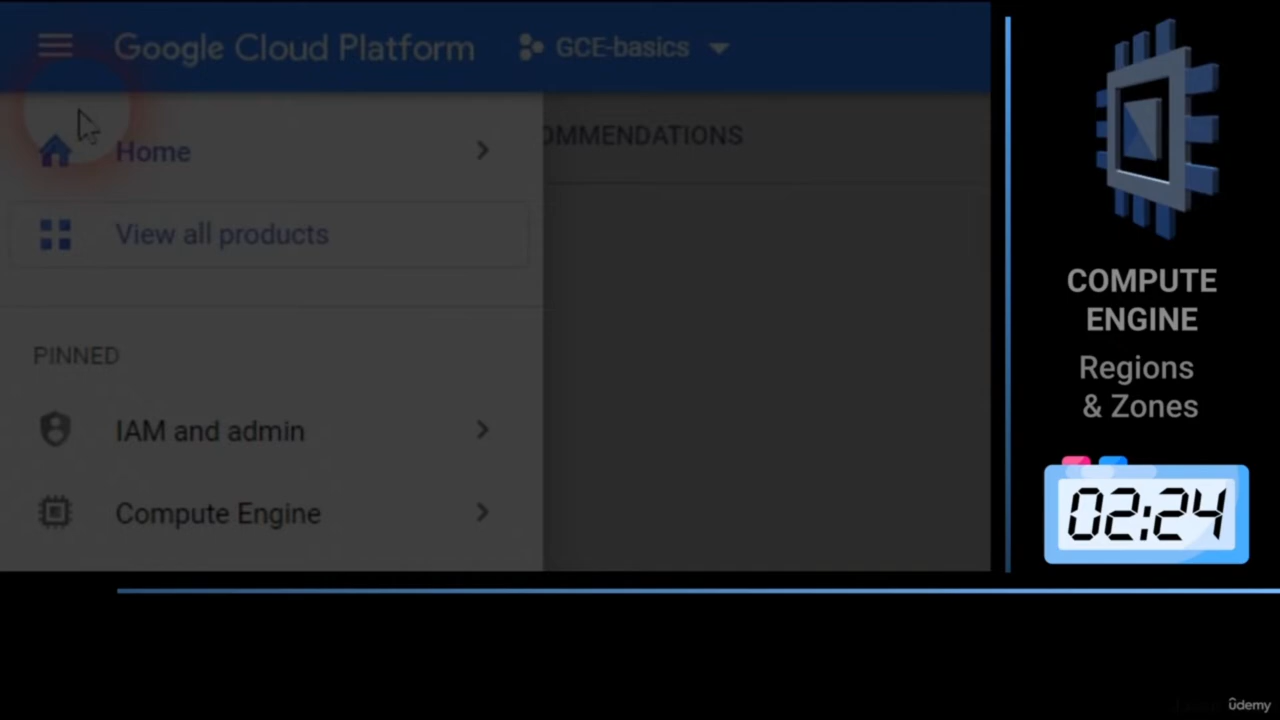 Google Cloud Platform
GCE-basics
Home
OMMENDATIONS
View all products
PINNED
IAM and admin
Compute Engine
COMPUTE
ENGINE
Regions
& Zones
02:24
ûdemy